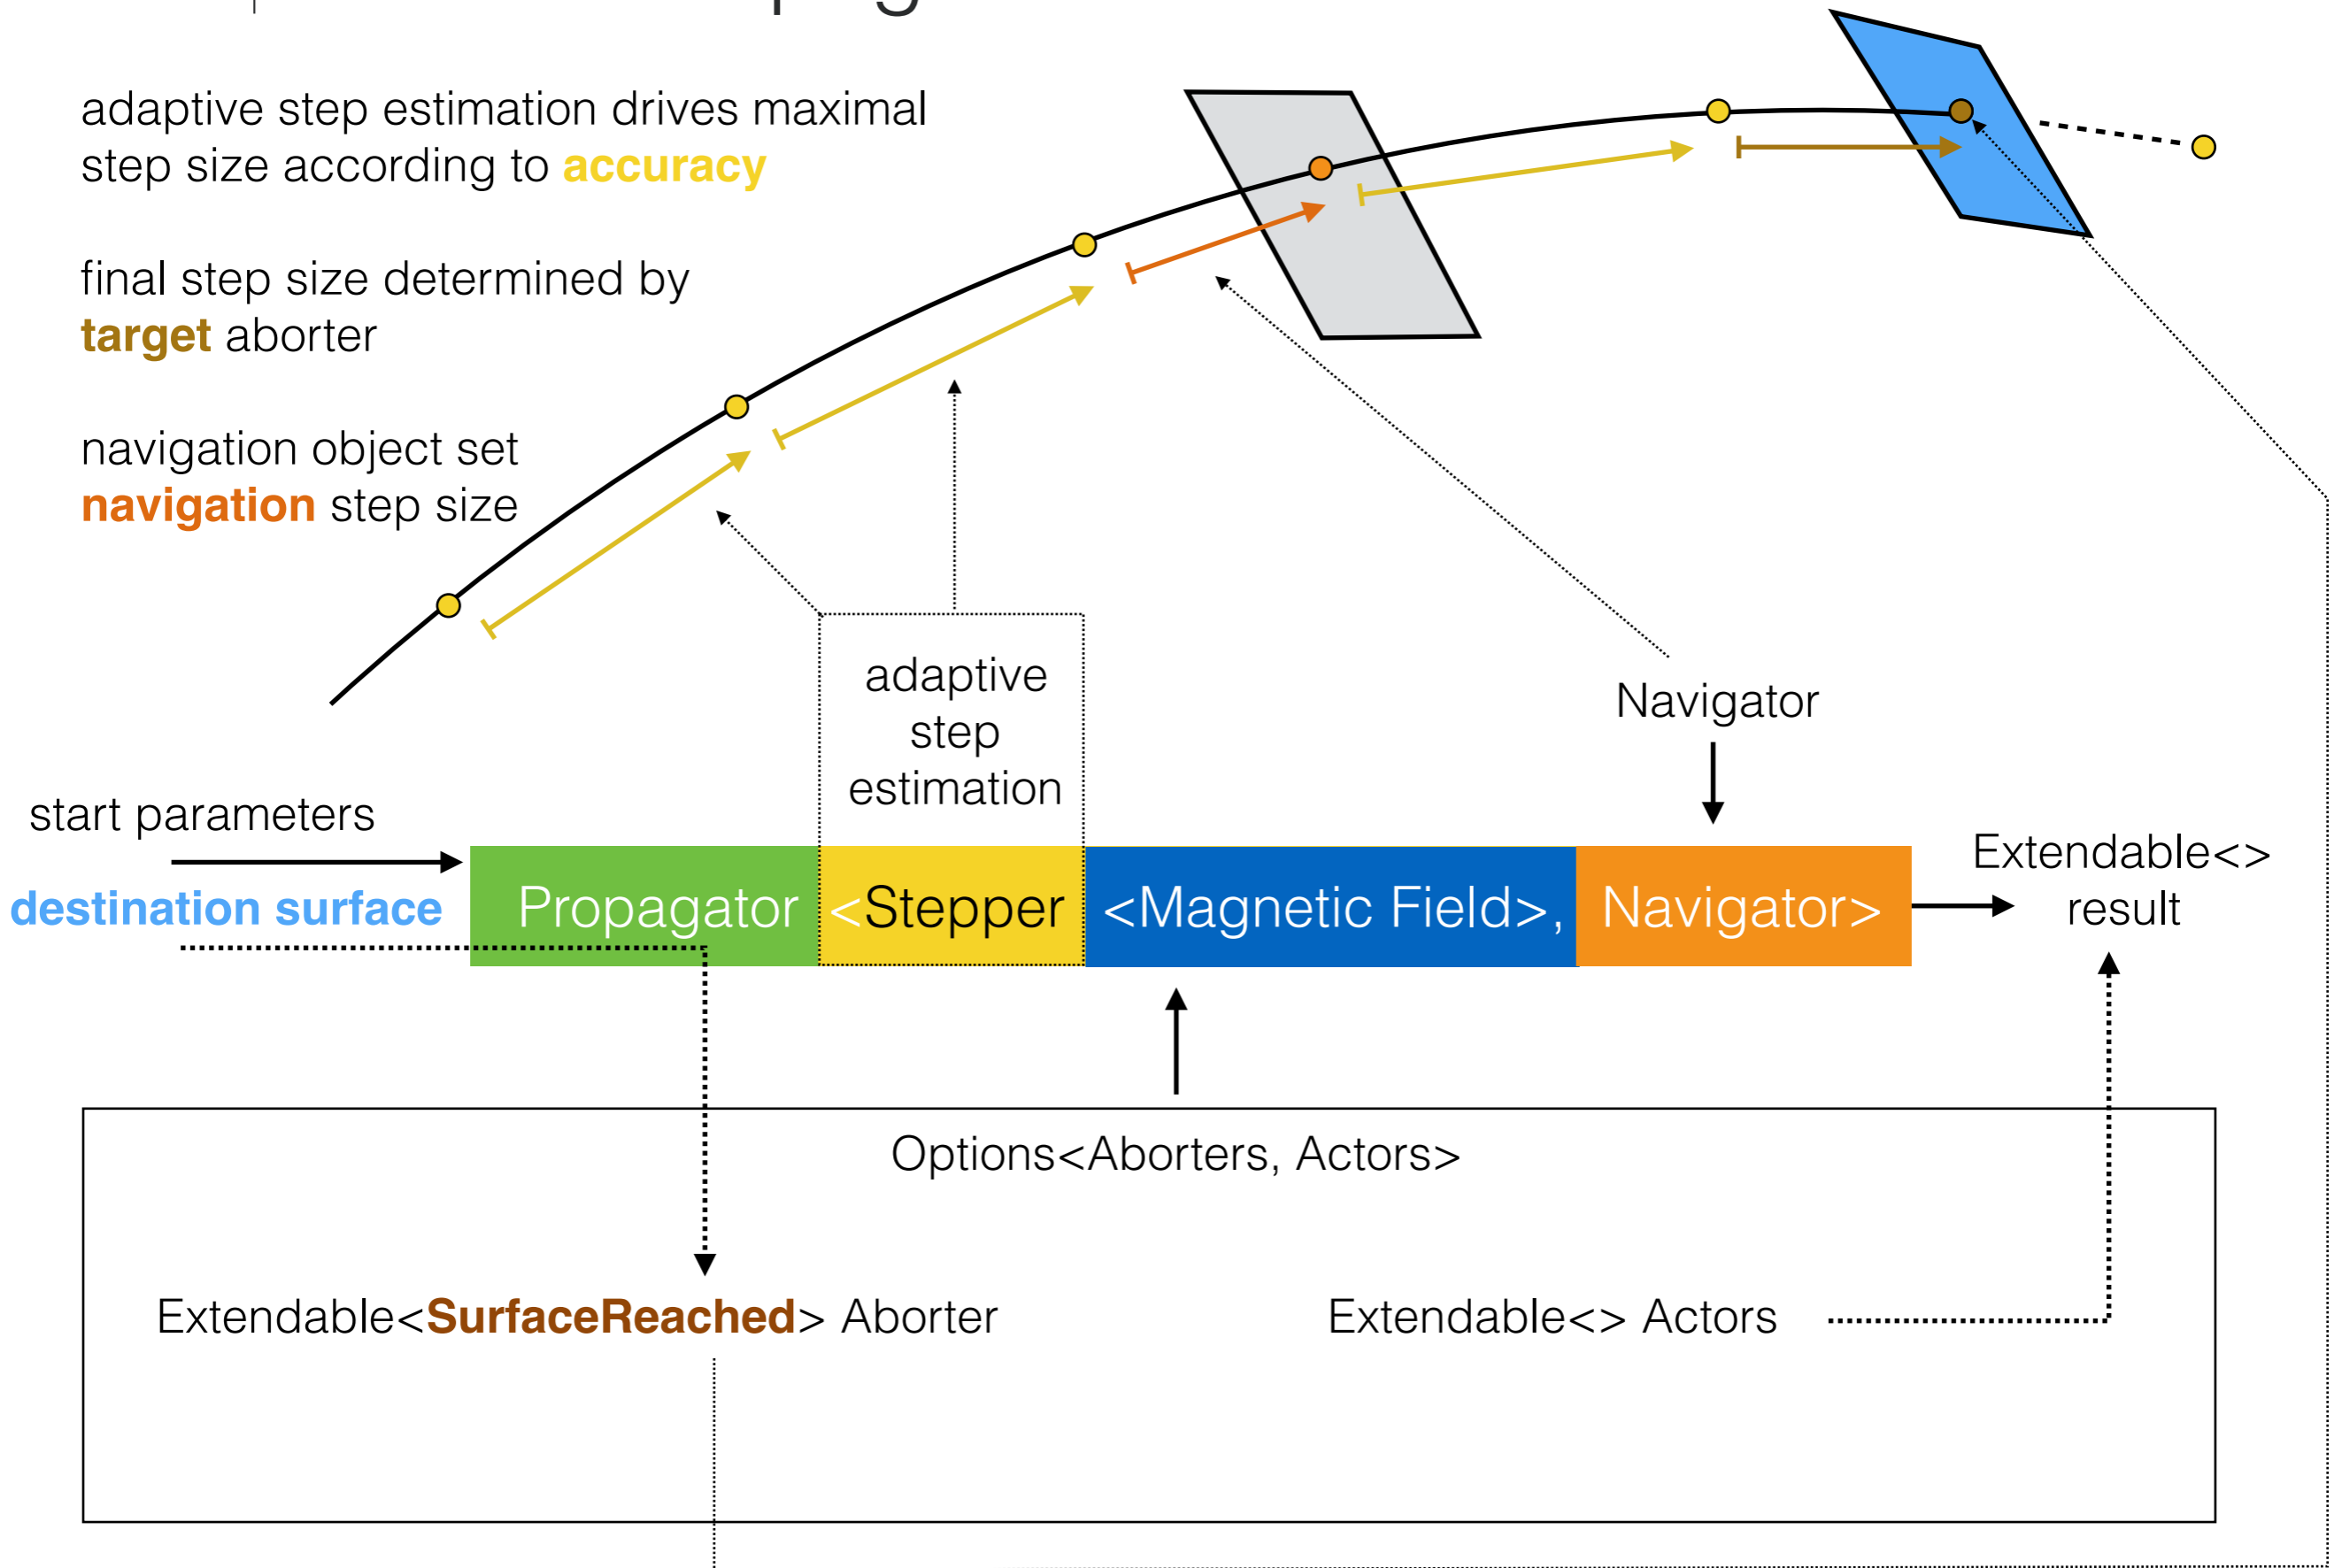 adaptive step estimation drives maximal
step size according to accuracy
final step size determined by
target aborter
navigation object set
navigation step size
adaptive
step
estimation
Navigator
start parameters
destination surface
Propagator <Stepper <Magnetic Field>, Navigator>
Extendable<>
result
Options<Aborters, Actors>
Extendable<SurfaceReached> Aborter
Extendable<> Actors